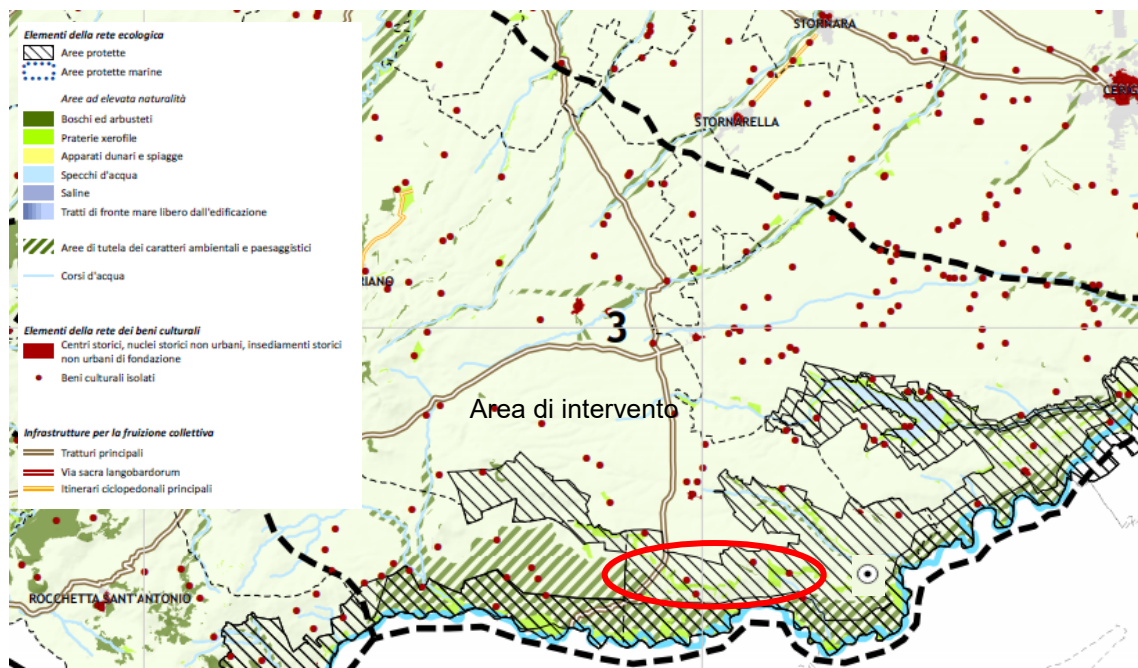 Elementi della rete ecologica
Aree protette
Aree protette marine
Aree ad elevata naturalità
Boschi ed arbusteti
Praterie xerofile
Apparati dunari e spiagge
Specchi d'acqua
Saline
Tratti di fronte mare libero dall'edificazione
Aree di tutela dei caratteri ambientali e paesaggistici
Corsi d'acqua
Elementi della rete dei beni culturali
Centri storici, nuclei storici non urbani, insediamenti storici
non urbani di fondazione
Beni culturali isolati
Infrastrutture per la fruizione collettiva
Tratturi principali
Via sacra langobardorum
Itinerari ciclopedonali principali
STORNARA
CERIG
STORNARELLA
RIANO
3
Area di intervento
ROCCHETTA SANT'ANTONIO